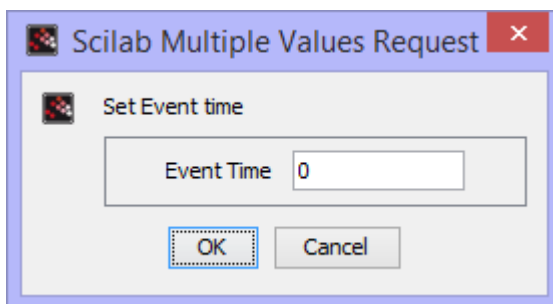 Scilab Multiple Values Request
Set Event time
Event Time 0
OK Cancel